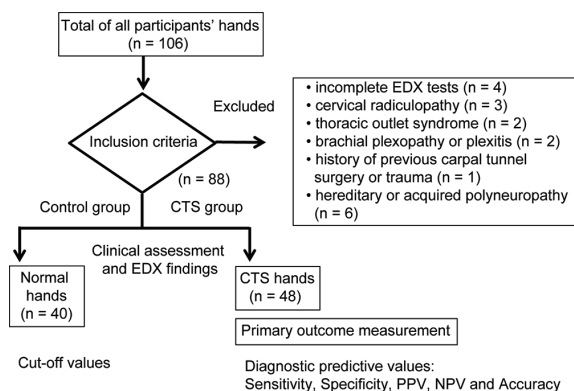 Total of all participants' hands
(n = 106)
Excluded
• incomplete EDX tests (n = 4)
• cervical radiculopathy (n = 3)
• thoracic outlet syndrome (n = 2)
• brachial plexopathy or plexitis (n = 2)
• history of previous carpal tunnel
surgery or trauma (n = 1)
• hereditary or acquired polyneuropathy
(n = 6)
Inclusion criteria
(n = 88)
Control group
CTS group
Clinical assessment
and EDX findings
Normal
hands
(n = 40)
CTS hands
(n = 48)
Primary outcome measurement
Cut-off values
Diagnostic predictive values:
Sensitivity, Specificity, PPV, NPV and Accuracy